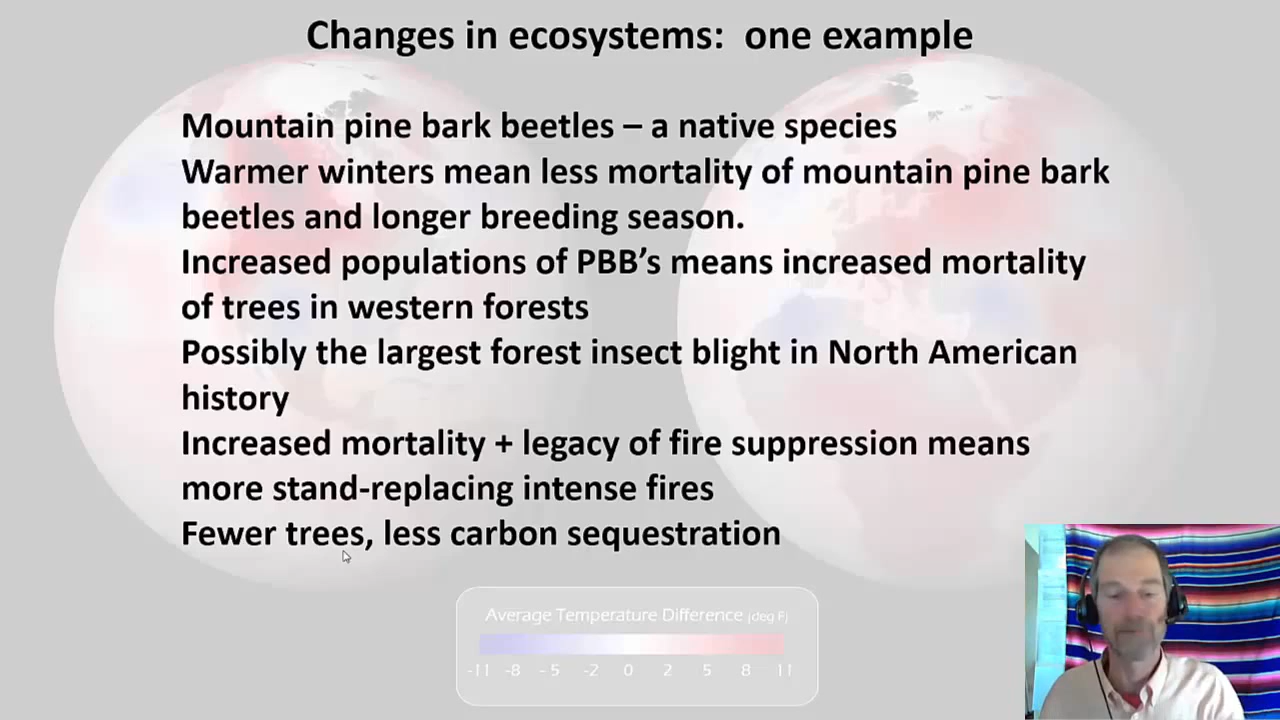 Changes in ecosystems: one example
Mountain pine bark beetles – a native species
Warmer winters mean less mortality of mountain pine bark
beetles and longer breeding season.
Increased populations of PBB’s means increased mortality
of trees in western forests
Possibly the largest forest insect blight in North American
history
Increased mortality + legacy of fire suppression means
more stand-replacing intense fires
Fewer trees, less carbon sequestration
Average Temperature Difference (deg F)
-11 -8 -5 -2 0 2 5 8 11